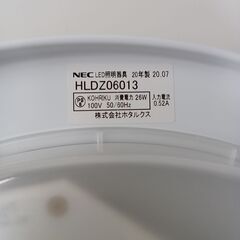 NEC LED照明器具 20年製 20.07
HLDZ06013
PSE KOHRIKU 消費電力 26W 入力電流
100V 50/60Hz 0.52A
株式会社ホタルクス